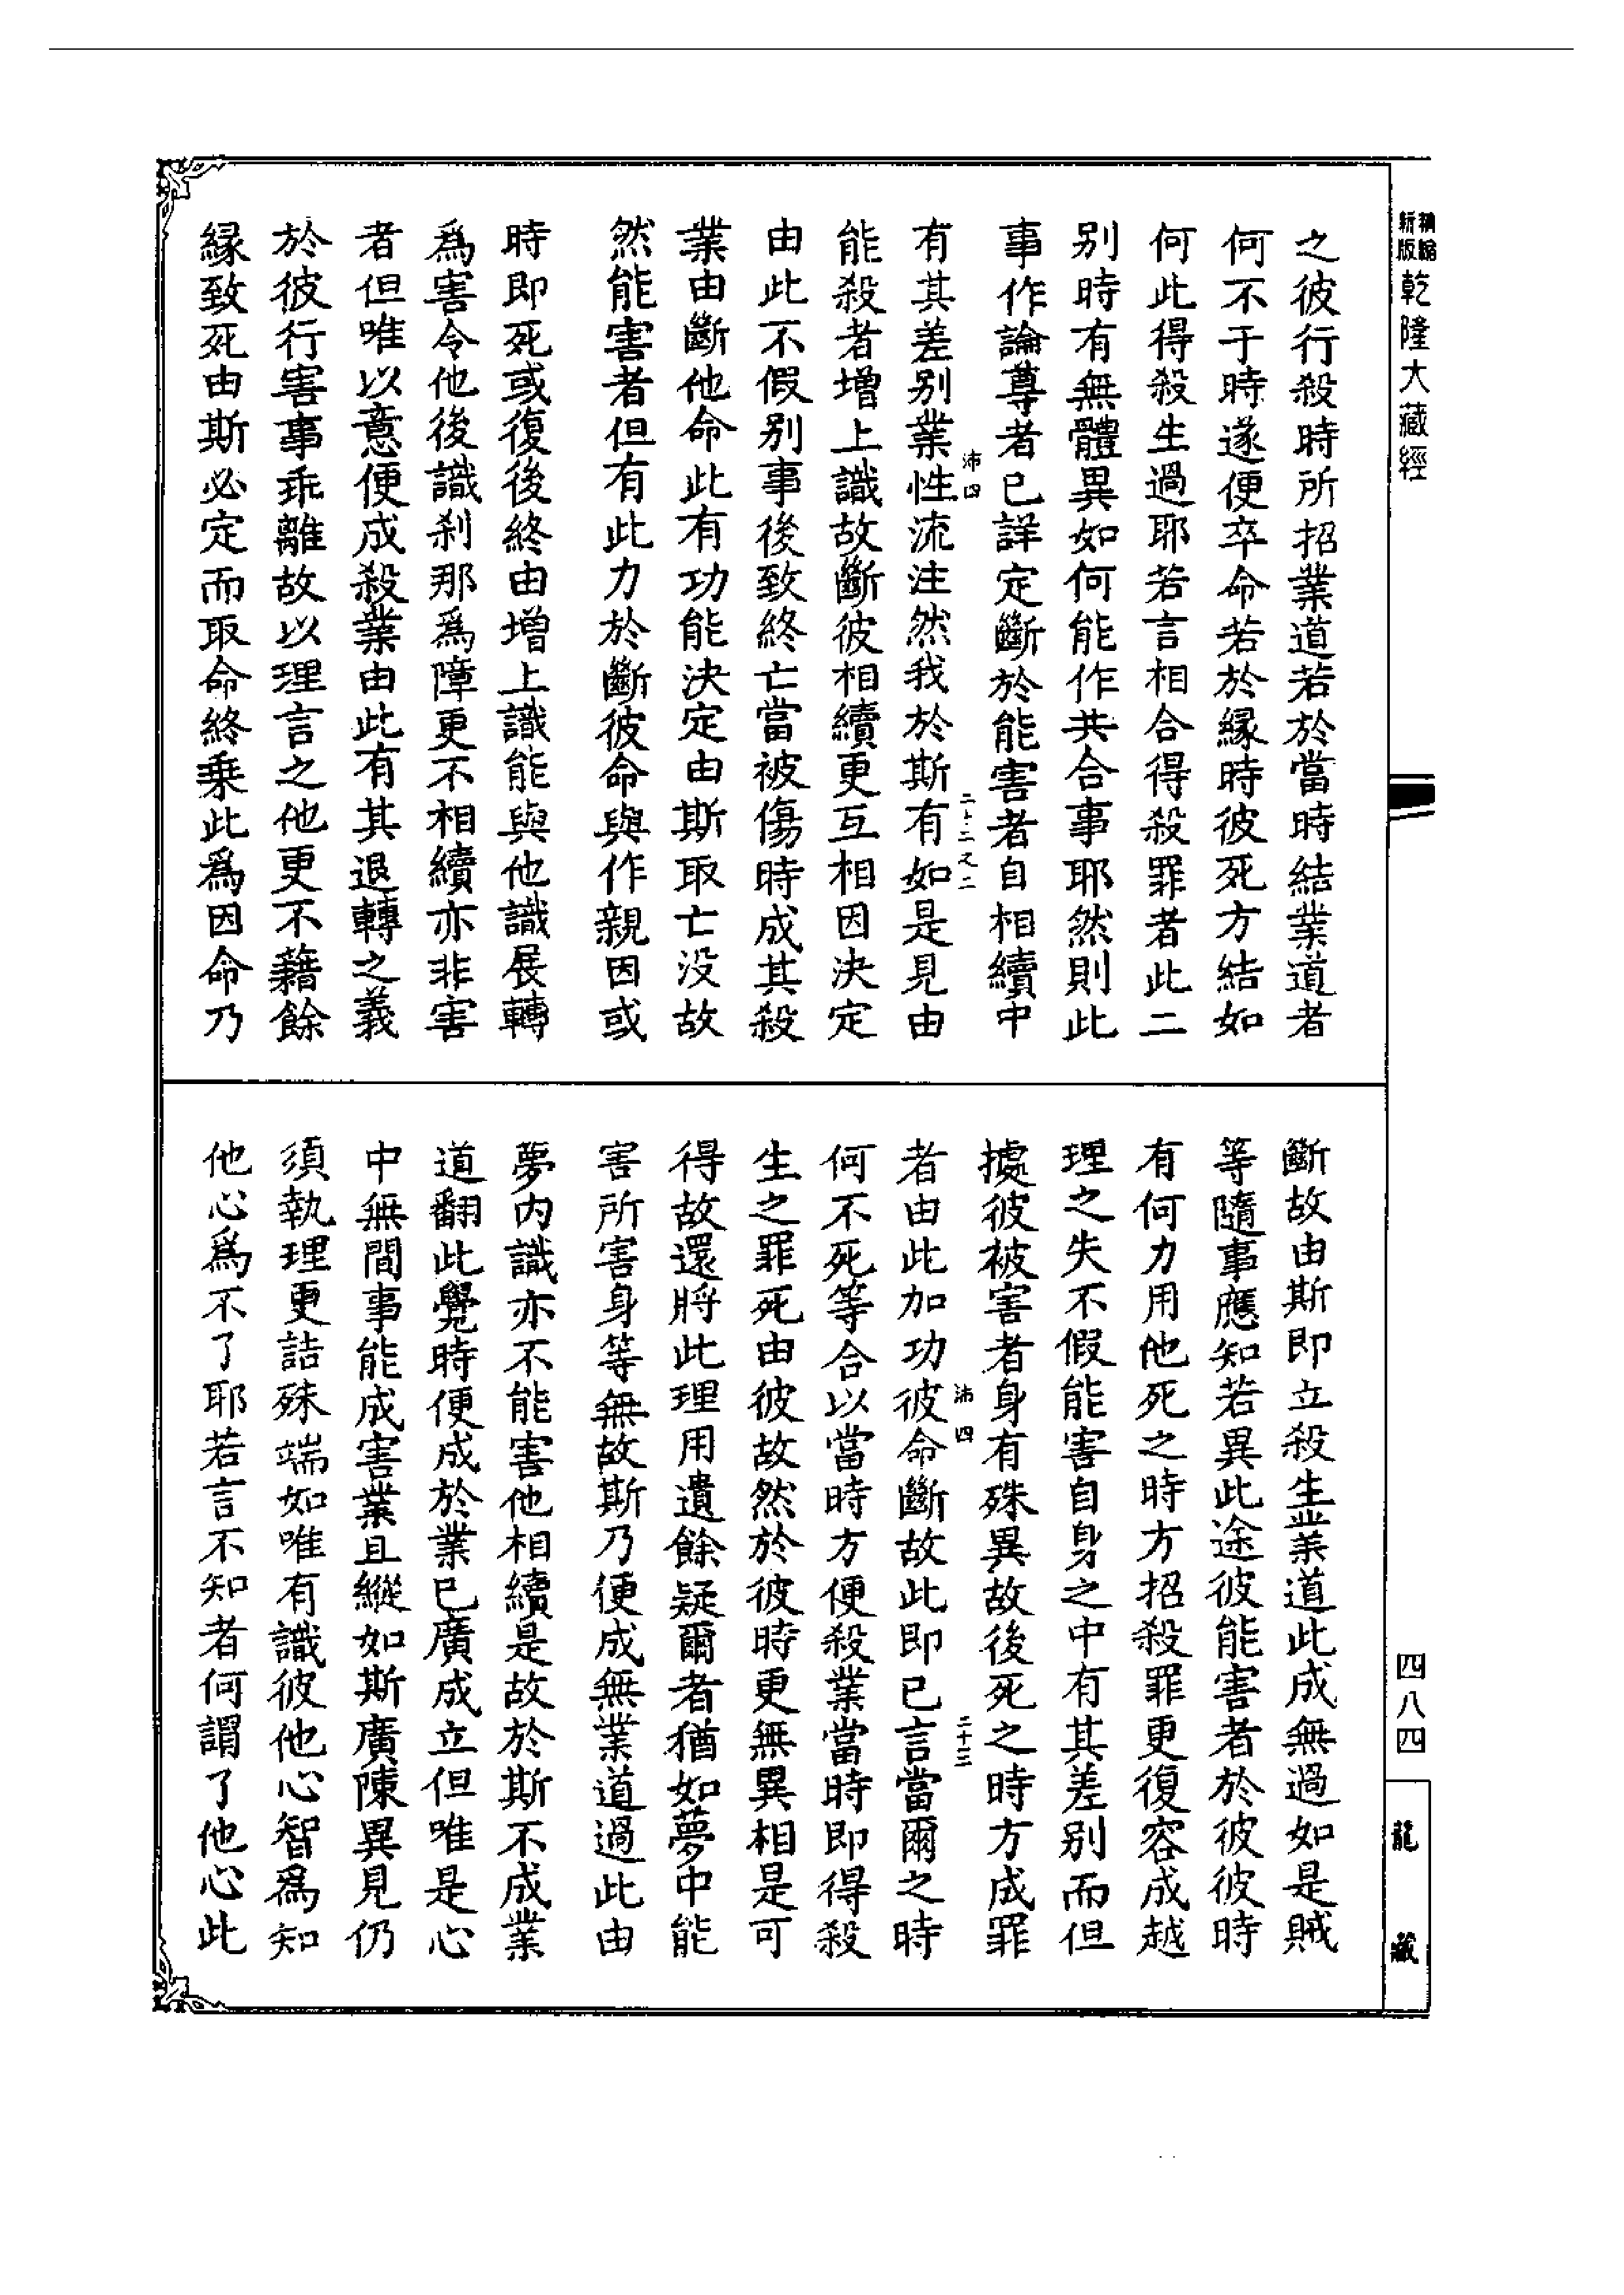 精縮新版乾隆大藏經
之彼行殺時所招業道若於當時結業道者
何不于時遂便卒命若於緣時彼死方結如
何此得殺生過耶若言相合得殺罪者此二
別時有無體異如何能作共合事耶然則此
事作論尊者已詳定斷於能害者自相續中
沛四
二十二之二
有其差別業性流注然我於斯有如是見由
能殺者增上識故斷彼相續更互相因決定
由此不假別事後致終亡當被傷時成其殺
業由斷他命此有功能決定由斯取亡没故
然能害者但有此力於斷彼命與作親因或
時即死或復後終由增上識能與他識展轉
爲害令他後識剎那爲障更不相續亦非害
者但唯以意便成殺業由此有其退轉之義
於彼行害事乖離故以理言之他更不藉餘
緣致死由斯必定而取命終乗此爲因命乃
斷故由斯即立殺生業道此成無過如是賊
等隨事應知若異此途彼能害者於彼彼時
有何力用他死之時方招殺罪更復容成越
理之失不假能害自身之中有其差別而但
據彼被害者身有殊異故後死之時方成罪
沛四
二十三
者由此加功彼命斷故此即已言當爾之時
何不死等合以當時方便殺業當時即得殺
生之罪死由彼故然於彼時更無異相是可
得故還將此理用遺餘疑爾者猶如夢中能
害所害身等無故斯乃便成無業道過此由
夢内識亦不能害他相續是故於斯不成業
道翻此覺時便成於業已廣成立但唯是心
中無間事能成害業且縱如斯廣陳異見仍
須執理更詰殊端如唯有識彼他心智爲知
他心爲不了耶若言不知者何謂了他心此
四八四
龍藏